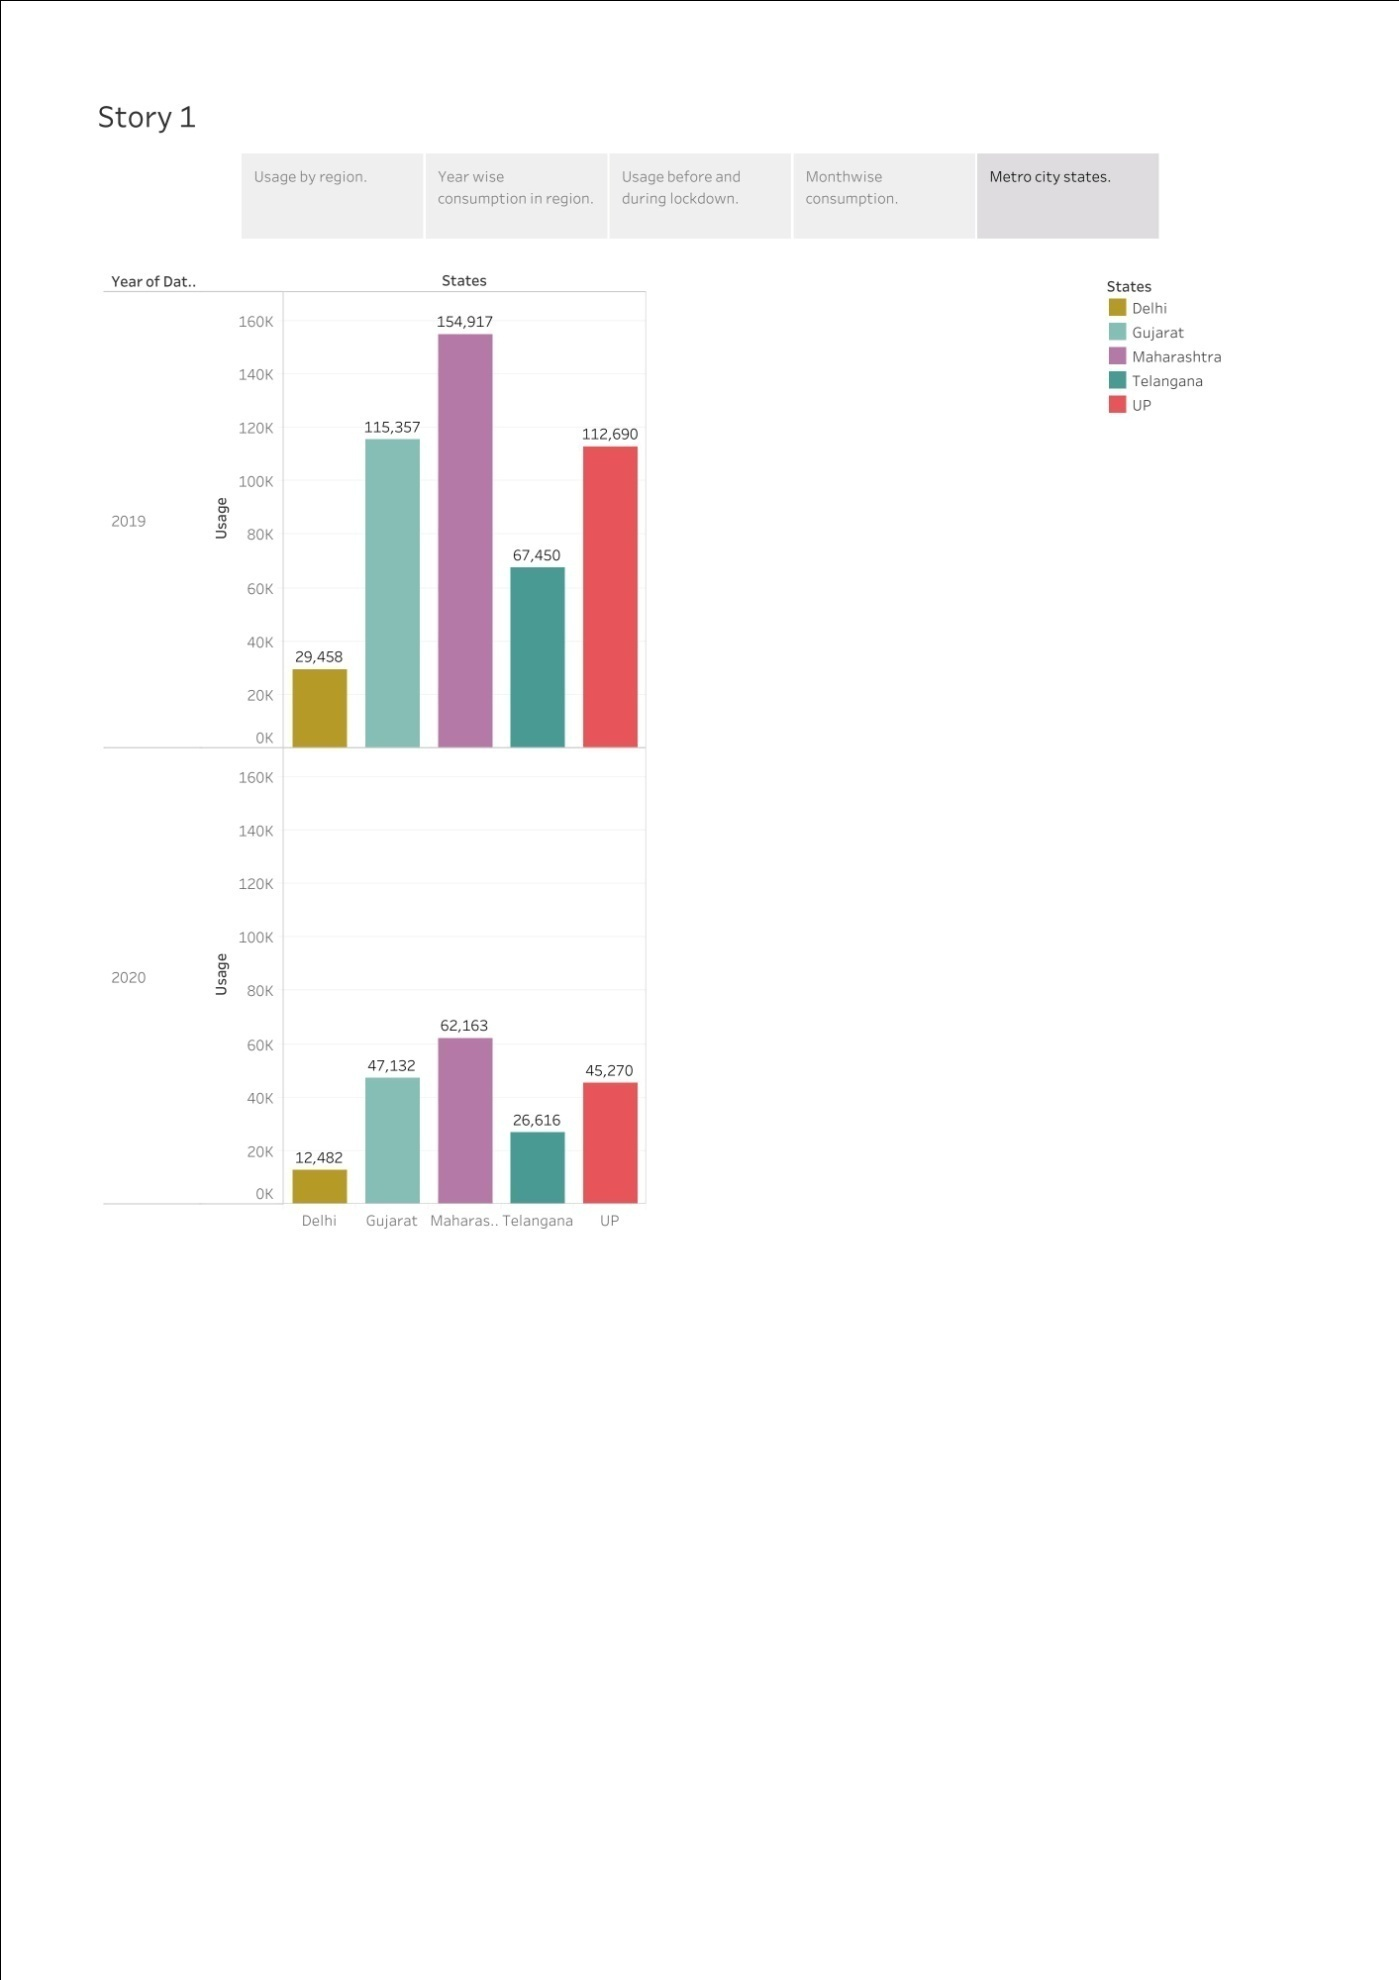 Story 1
Usage by region.
Year wise
consumption in region.
Usage before and
during lockdown.
Monthwise
consumption.
Metro city states.
Year of Dat..
States
160K
140K
120K
100K
80K
60K
40K
20K
0K
Usage
2019
154,917
115,357
112,690
67,450
29,458
160K
140K
120K
100K
80K
60K
40K
20K
0K
Usage
2020
62,163
47,132
45,270
26,616
12,482
Delhi
Gujarat
Maharas..
Telangana
UP
States
Delhi
Gujarat
Maharashtra
Telangana
UP